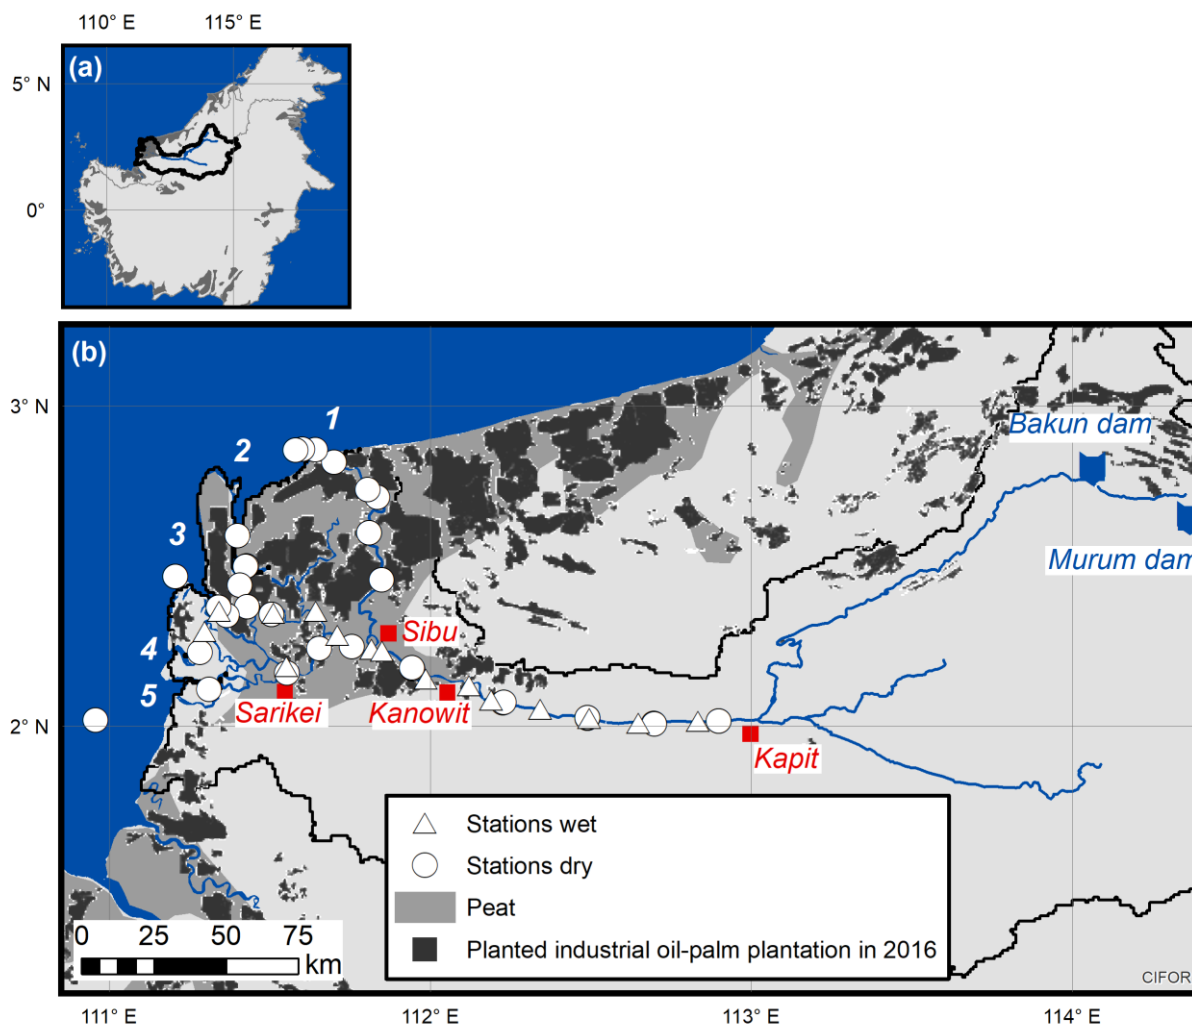 110° E 115° E
(a)
5° N
0°
(b)
3° N
1
2
Bakun dam
3
Murum dam
Sibu
4
5
Sarikei
Kanowit
2° N
Kapit
Stations wet
Stations dry
Peat
Planted industrial oil-palm plantation in 2016
0 25 50 75
km
CIFOR
111° E 112° E 113° E 114° E